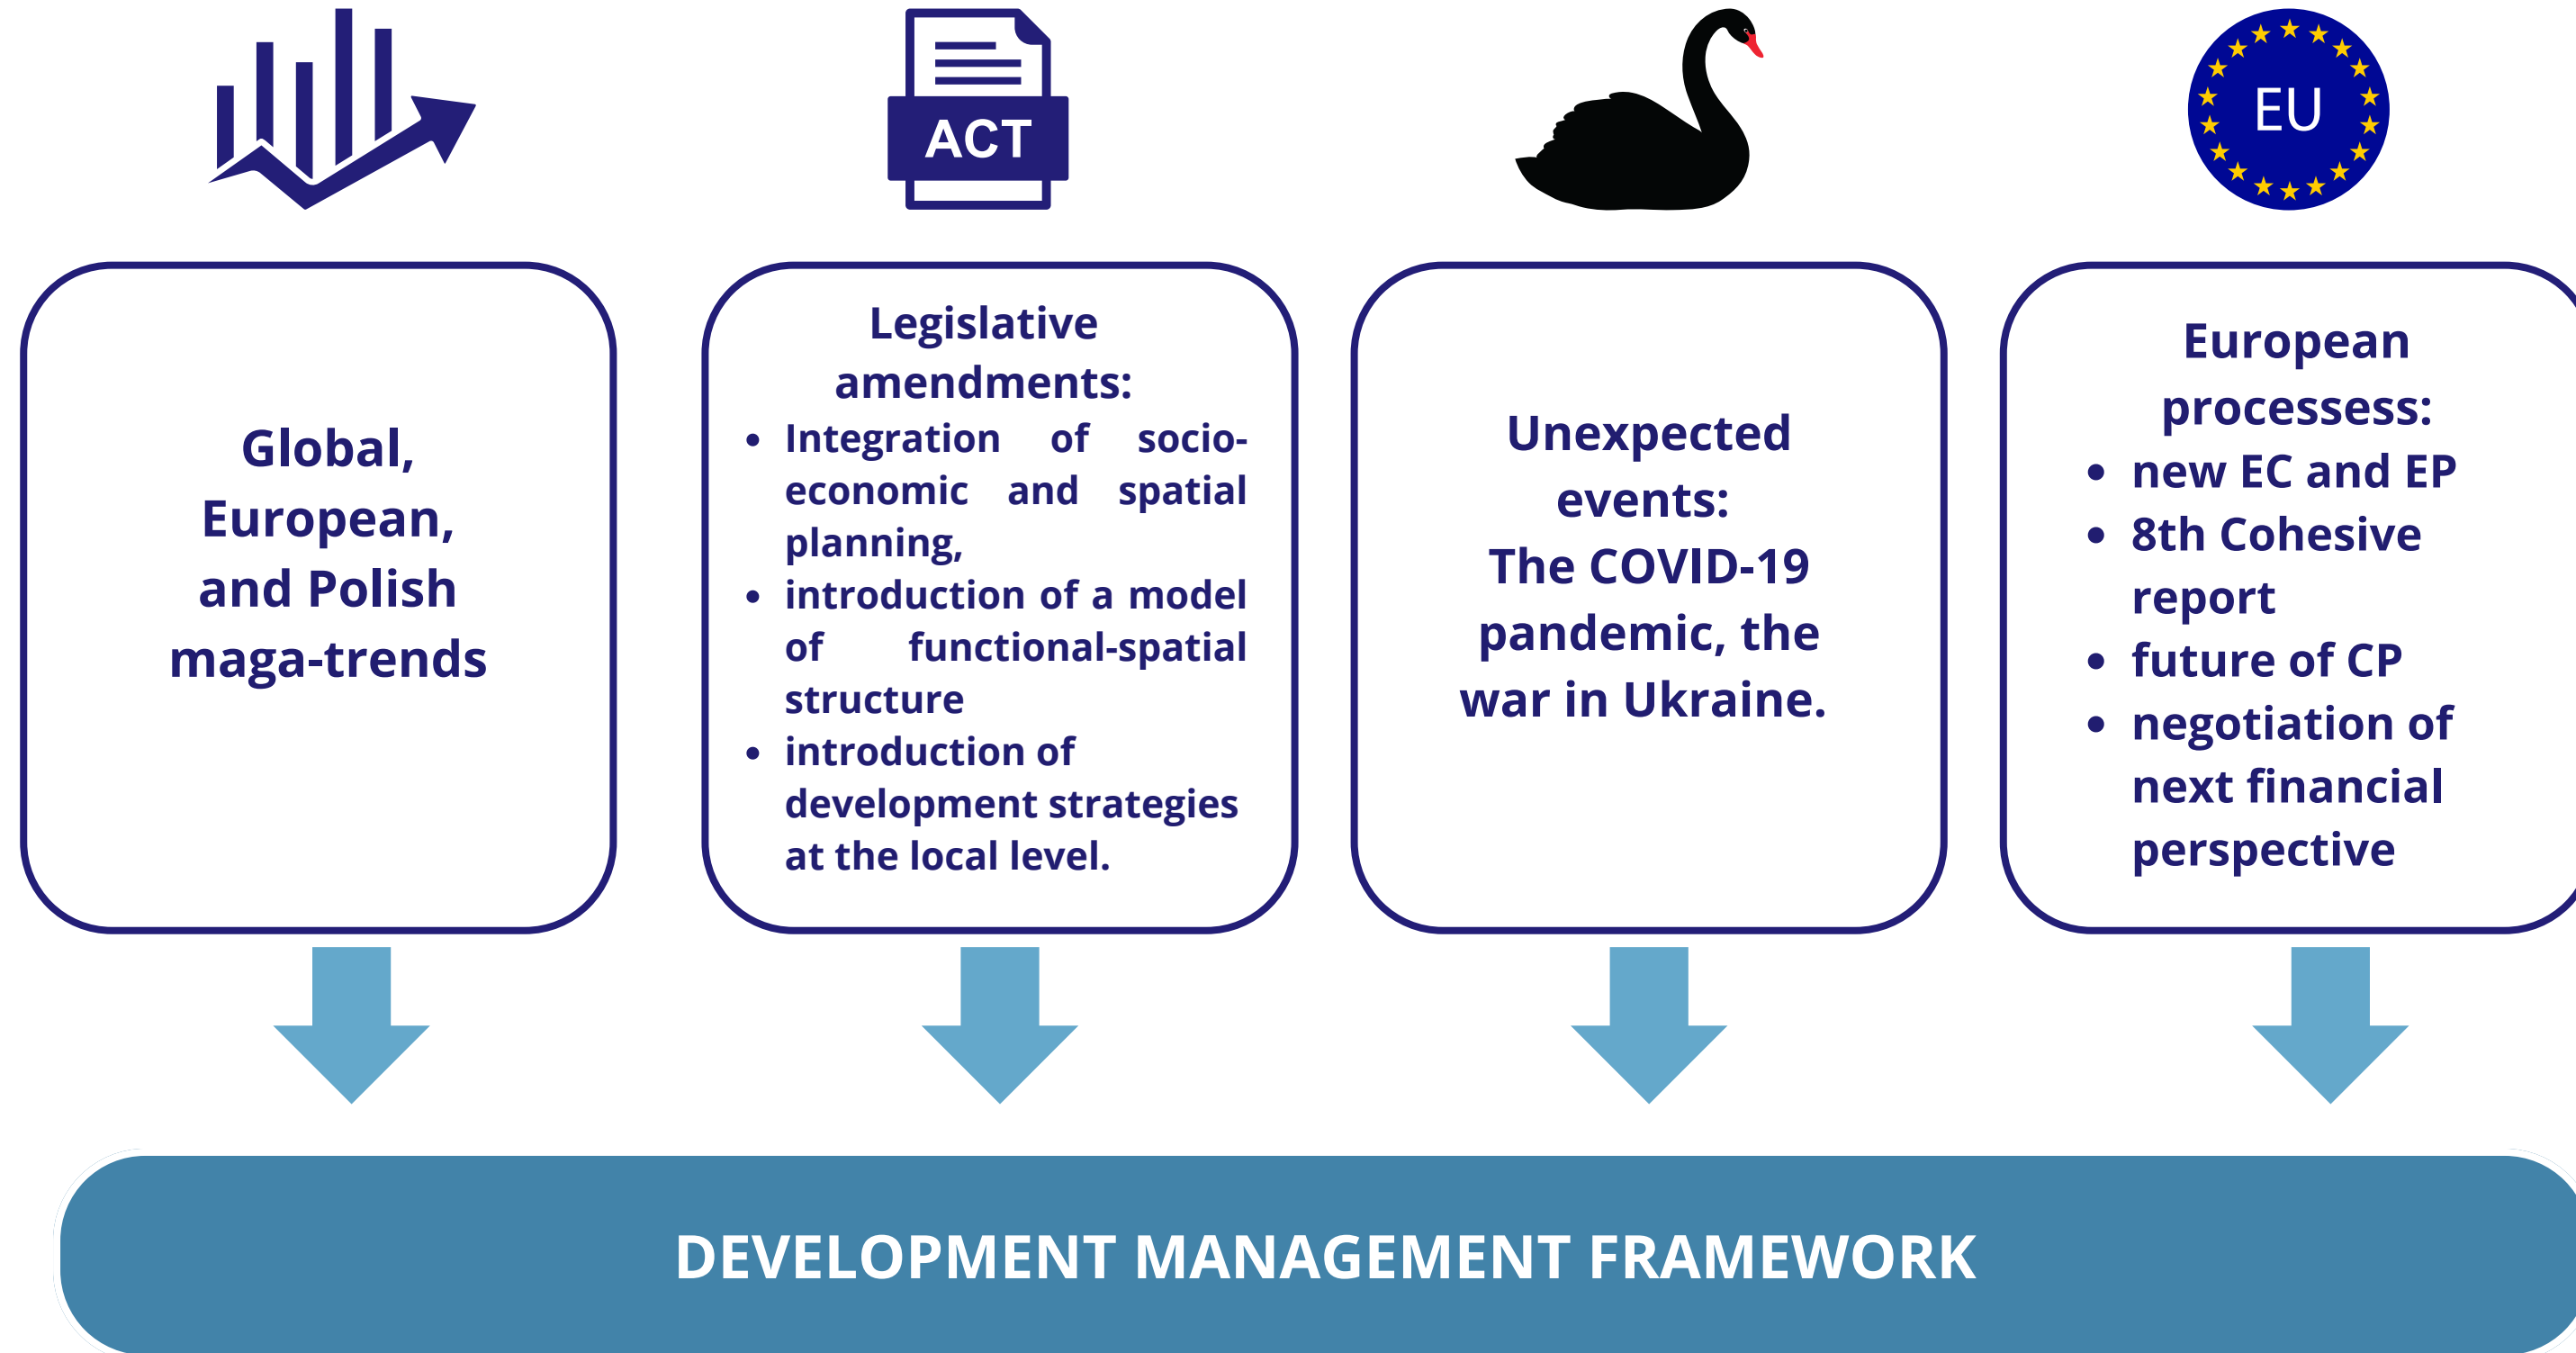 ACT
EU
Global,
European,
and Polish
maga-trends
Legislative
amendments:
• Integration of socio-
economic and spatial
planning,
• introduction of a model
of functional-spatial
structure
• introduction of
development strategies
at the local level.
Unexpected
events:
The COVID-19
pandemic, the
war in Ukraine.
European
processess:
• new EC and EP
• 8th Cohesive
report
• future of CP
• negotiation of
next financial
perspective
DEVELOPMENT MANAGEMENT FRAMEWORK